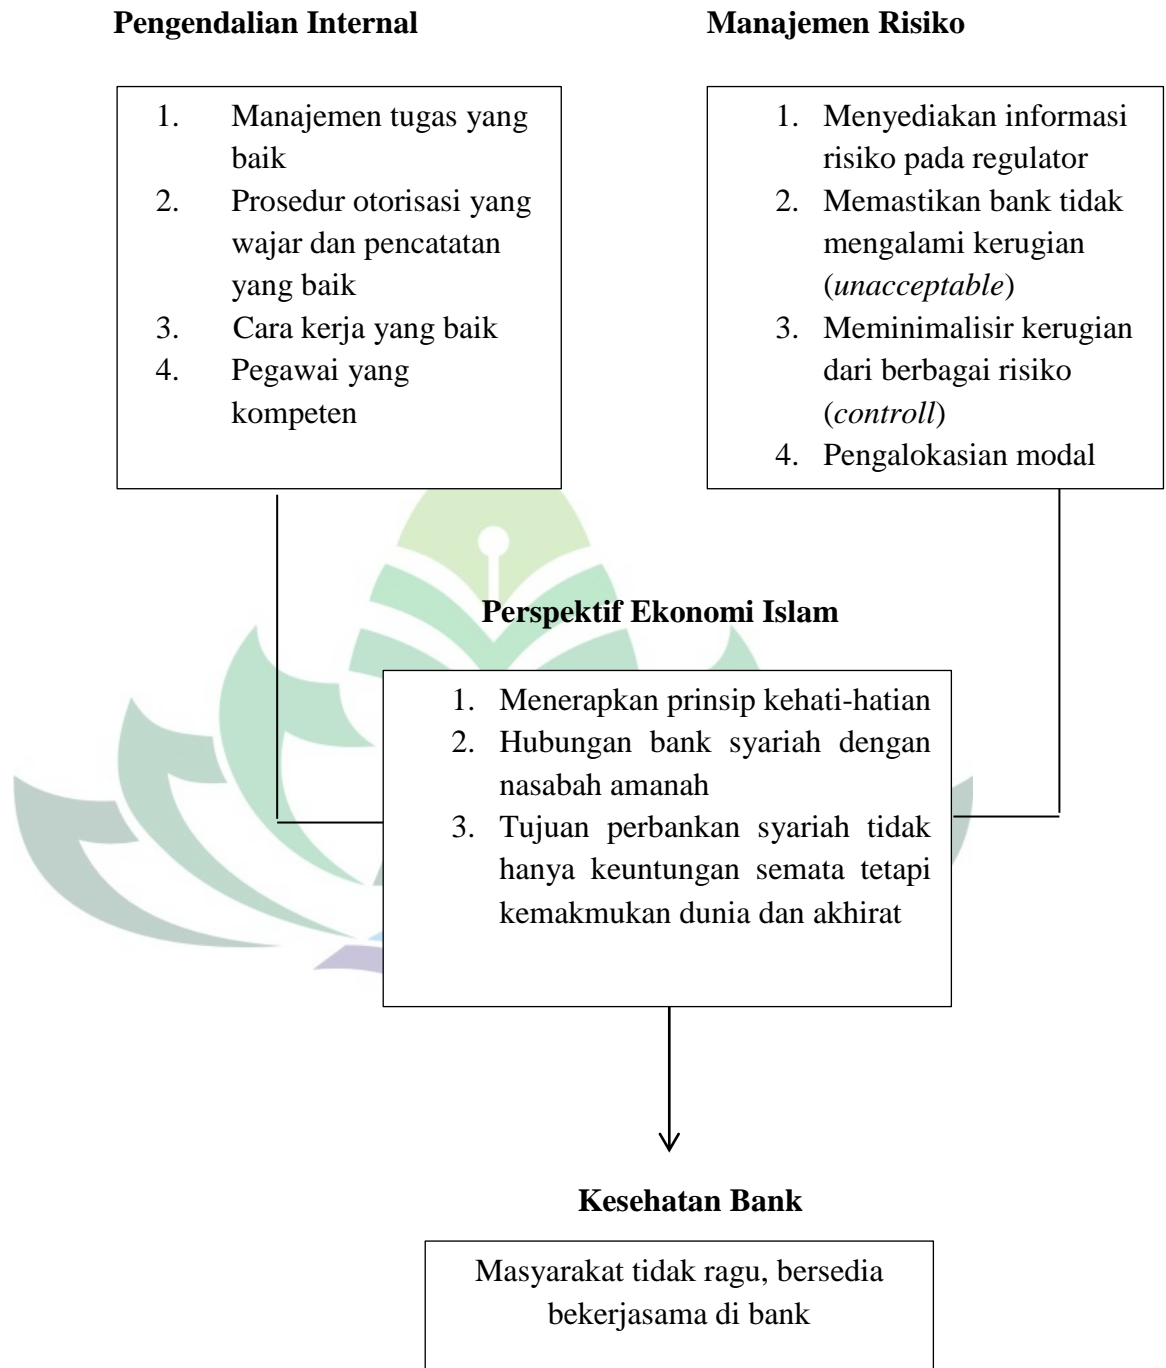 Pengendalian Internal
1. Manajemen tugas yang
baik
2. Prosedur otorisasi yang
wajar dan pencatatan
yang baik
3. Cara kerja yang baik
4. Pegawai yang
kompeten
Manajemen Risiko
1. Menyediakan informasi
risiko pada regulator
2. Memastikan bank tidak
mengalami kerugian
(unacceptable)
3. Meminimalisir kerugian
dari berbagai risiko
(controll)
4. Pengalokasian modal
Perspektif Ekonomi Islam
1. Menerapkan prinsip kehati-hatian
2. Hubungan bank syariah dengan
nasabah amanah
3. Tujuan perbankan syariah tidak
hanya keuntungan semata tetapi
kemakmukan dunia dan akhirat
Kesehatan Bank
Masyarakat tidak ragu, bersedia
bekerjasama di bank